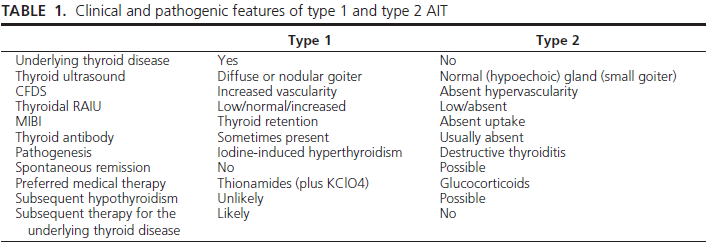 TABLE 1. Clinical and pathogenic features of type 1 and type 2 AIT
Type 1 Type 2
Underlying thyroid disease Yes No
Thyroid ultrasound Diffuse or nodular goiter Normal (hypoechoic) gland (small goiter)
CFDS Increased vascularity Absent hypervascularity
Thyroidal RAIU Low/normal/increased Low/absent
MIBI Thyroid retention Absent uptake
Thyroid antibody Sometimes present Usually absent
Pathogenesis Iodine-induced hyperthyroidism Destructive thyroiditis
Spontaneous remission No Possible
Preferred medical therapy Thionamides (plus KClO4) Glucocorticoids
Subsequent hypothyroidism Unlikely Possible
Subsequent therapy for the Likely No
underlying thyroid disease